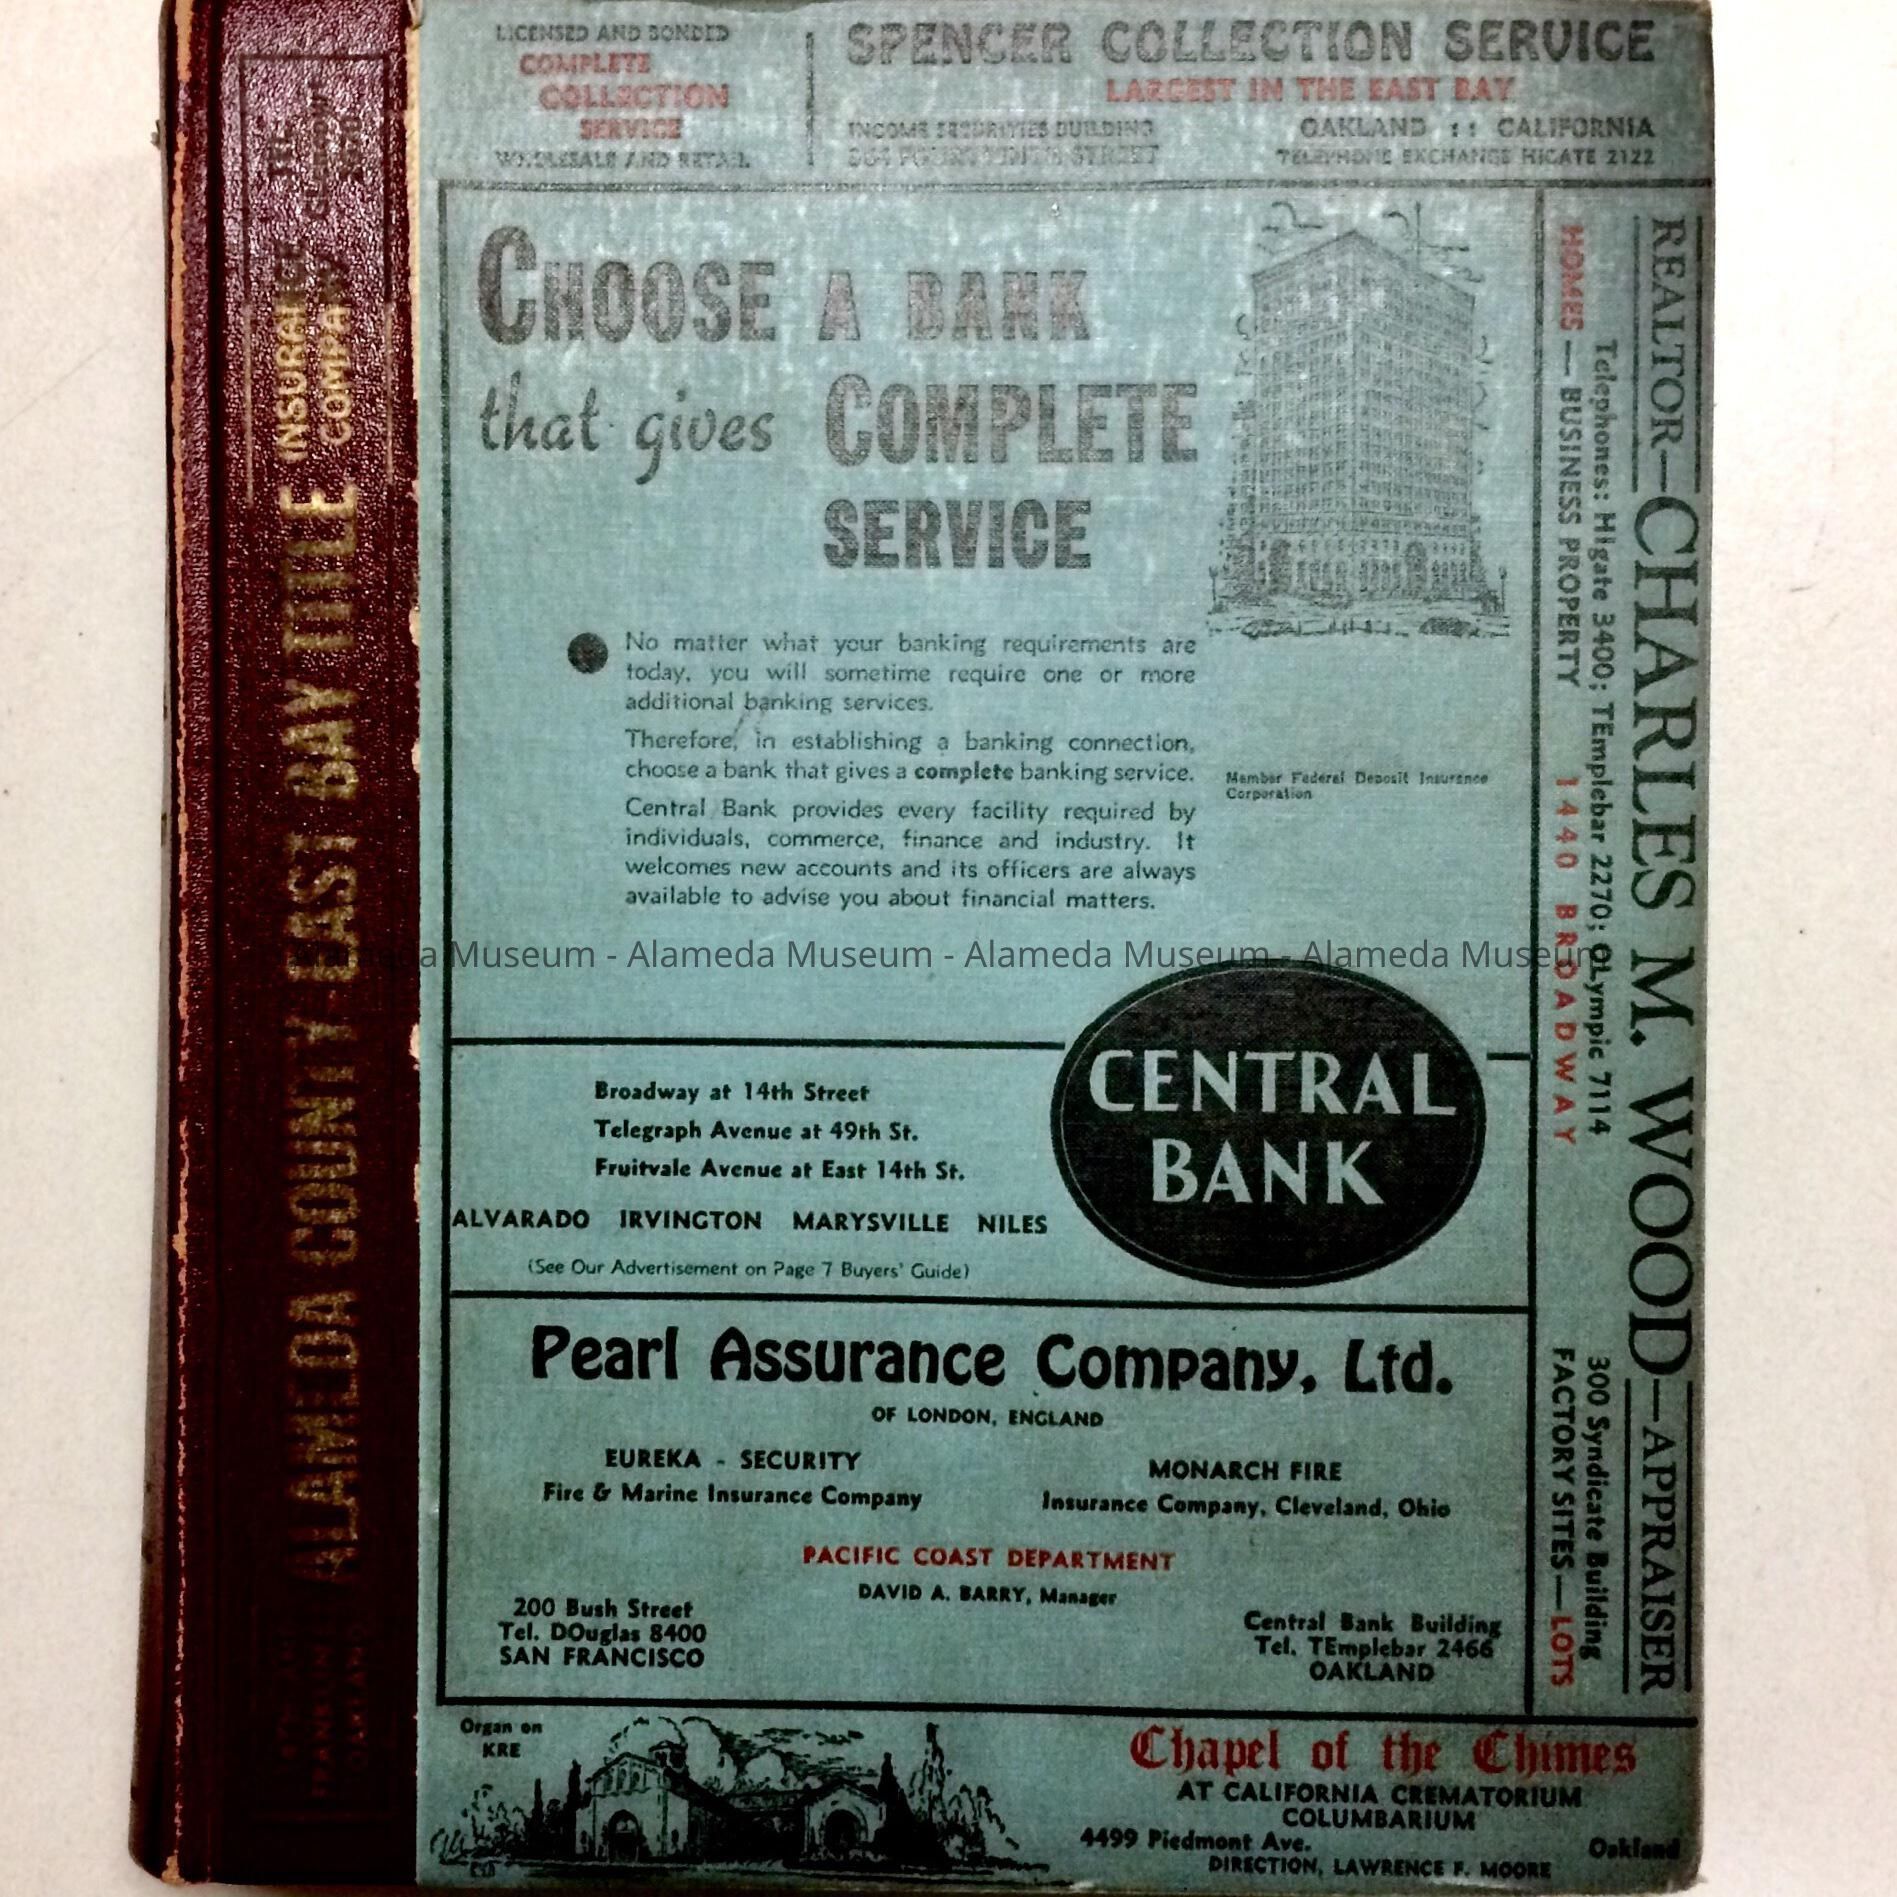 LICENSED AND BONDED
COMPLETE
COLLECTION
SERVICE
WHOLESALE AND RETAIL
SPENCER COLLECTION SERVICE
LARGEST IN THE EAST BAY
INCOME SECURITIES BUILDING
OAKLAND :: CALIFORNIA
TELEPHONE EXCHANGE HIGATE 2122
CHOOSE A BANK
that gives COMPLETE
SERVICE
No matter what your banking requirements are
today, you will sometime require one or more
additional banking services.
Therefore, in establishing a banking connection,
choose a bank that gives a complete banking service.
Central Bank provides every facility required by
individuals, commerce, finance and industry. It
welcomes new accounts and its officers are always
available to advise you about financial matters.
Member Federal Deposit Insurance
Corporation
Alameda Museum - Alameda Museum - Alameda Museum - Alameda Museum
CENTRAL
BANK
Broadway at 14th Street
Telegraph Avenue at 49th St.
Fruitvale Avenue at East 14th St.
ALVARADO IRVINGTON MARYSVILLE NILES
(See Our Advertisement on Page 7 Buyers' Guide)
Pearl Assurance Company, Ltd.
OF LONDON, ENGLAND
EUREKA - SECURITY
Fire & Marine Insurance Company
MONARCH FIRE
Insurance Company, Cleveland, Ohio
PACIFIC COAST DEPARTMENT
DAVID A. BARRY, Manager
200 Bush Street
Tel. DOuglas 8400
SAN FRANCISCO
Central Bank Building
Tel. TEmplebar 2466
OAKLAND
Organ on
KRE
Chapel of the Chimes
AT CALIFORNIA CREMATORIUM
COLUMBARIUM
4499 Piedmont Ave. Oakland
DIRECTION, LAWRENCE F. MOORE
REALTOR—CHARLES M. WOOD—APPRAISER
Telephones: HIgate 3400; TEmplebar 2270; OLympic 7114 300 Syndicate Building
HOMES — BUSINESS PROPERTY 1440 BROADWAY FACTORY SITES — LOTS
ALAMEDA COUNTY-EAST BAY TITLE INSURANCE COMPANY
FRANKLIN
OAKLAND